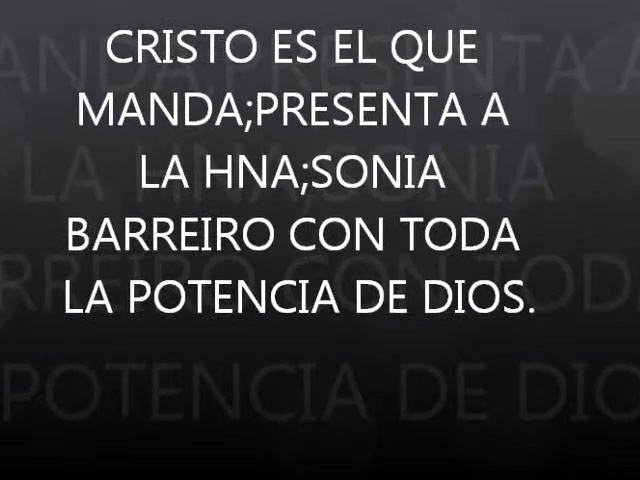 CRISTO ES EL QUE
MANDA;PRESENTA A
LA HNA;SONIA
BARREIRO CON TODA
LA POTENCIA DE DIOS.